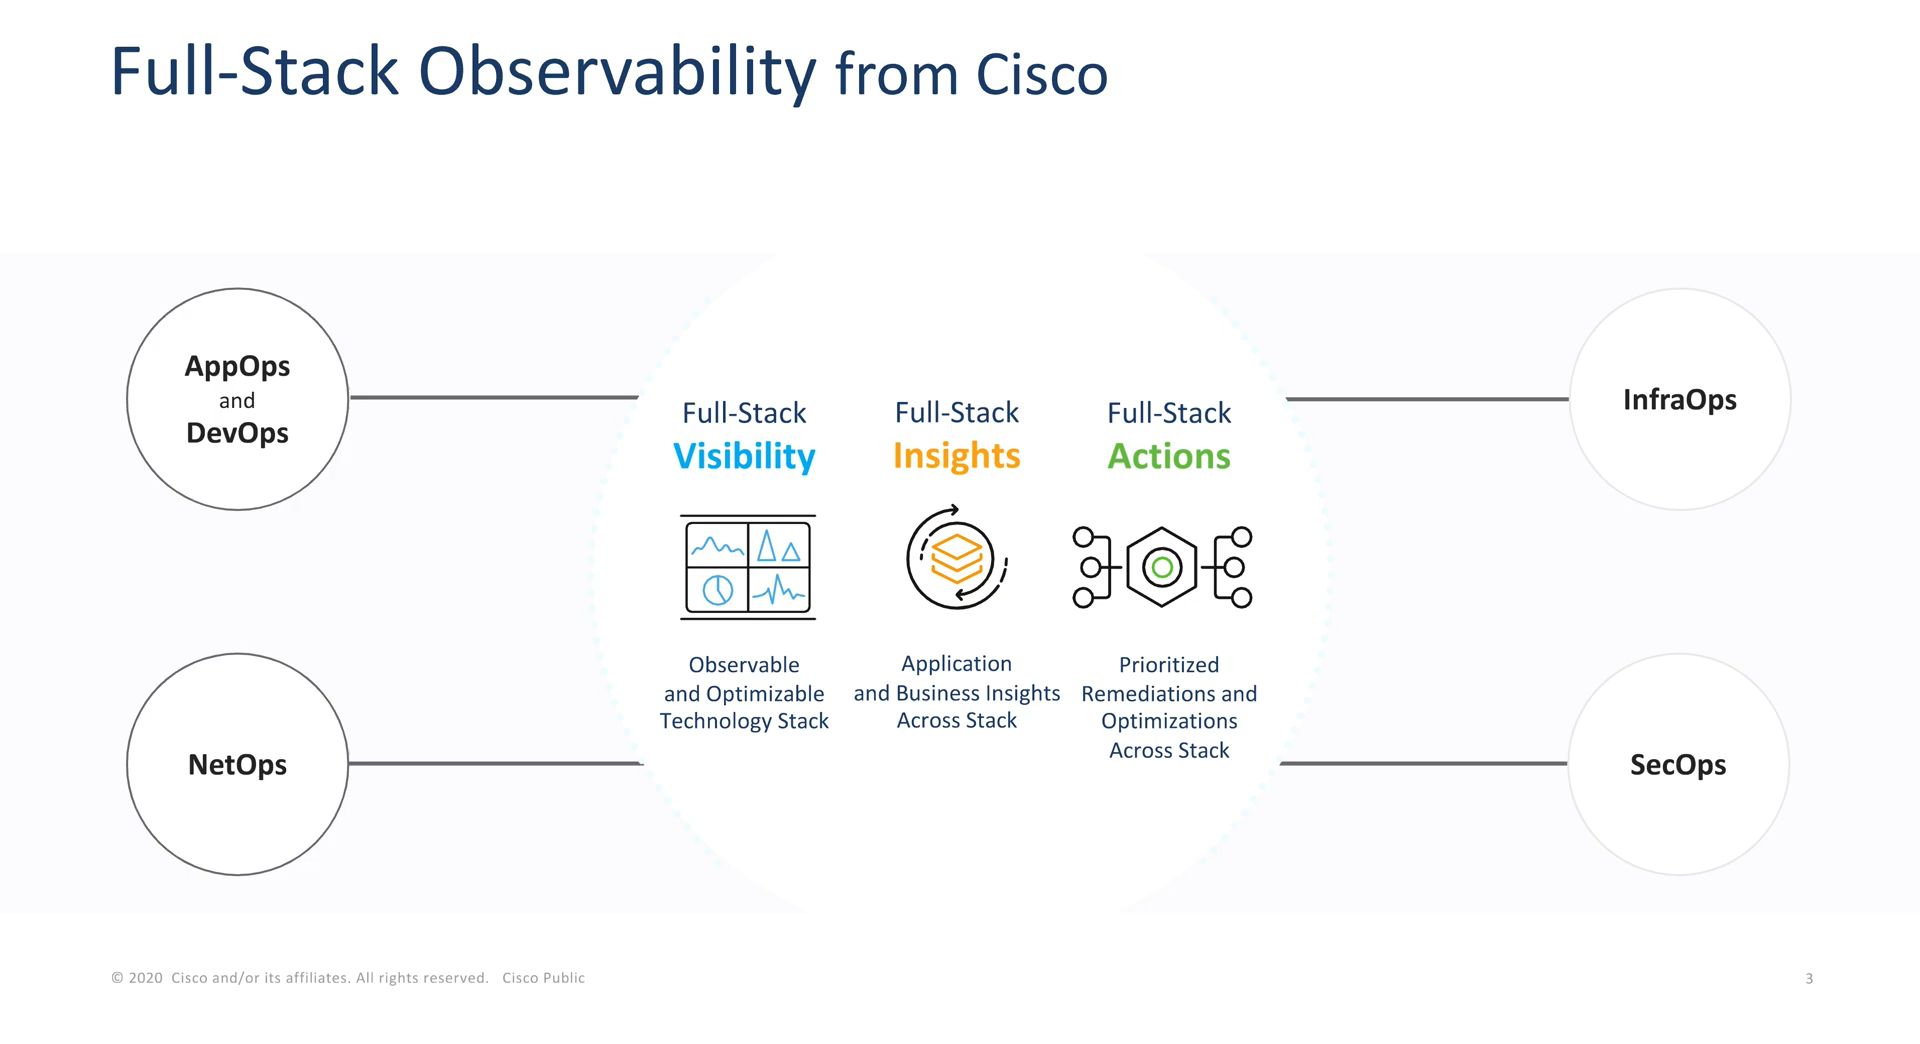 Full-Stack Observability from Cisco
AppOps
and
DevOps
NetOps
Full-Stack
Visibility
Observable
and Optimizable
Technology Stack
Full-Stack
Insights
Application
and Business Insights
Across Stack
Full-Stack
Actions
Prioritized
Remediations and
Optimizations
Across Stack
InfraOps
SecOps
© 2020 Cisco and/or its affiliates. All rights reserved. Cisco Public
3